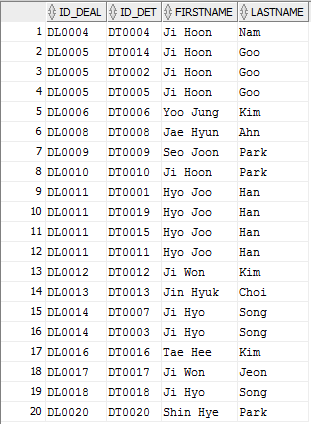 ID_DEAL ID_DET FIRSTNAME LASTNAME
1 DL0004 DT0004 Ji Hoon Nam
2 DL0005 DT0014 Ji Hoon Goo
3 DL0005 DT0002 Ji Hoon Goo
4 DL0005 DT0005 Ji Hoon Goo
5 DL0006 DT0006 Yoo Jung Kim
6 DL0008 DT0008 Jae Hyun Ahn
7 DL0009 DT0009 Seo Joon Park
8 DL0010 DT0010 Ji Hoon Park
9 DL0011 DT0001 Hyo Joo Han
10 DL0011 DT0019 Hyo Joo Han
11 DL0011 DT0015 Hyo Joo Han
12 DL0011 DT0011 Hyo Joo Han
13 DL0012 DT0012 Ji Won Kim
14 DL0013 DT0013 Jin Hyuk Choi
15 DL0014 DT0007 Ji Hyo Song
16 DL0014 DT0003 Ji Hyo Song
17 DL0016 DT0016 Tae Hee Kim
18 DL0017 DT0017 Ji Won Jeon
19 DL0018 DT0018 Ji Hyo Song
20 DL0020 DT0020 Shin Hye Park